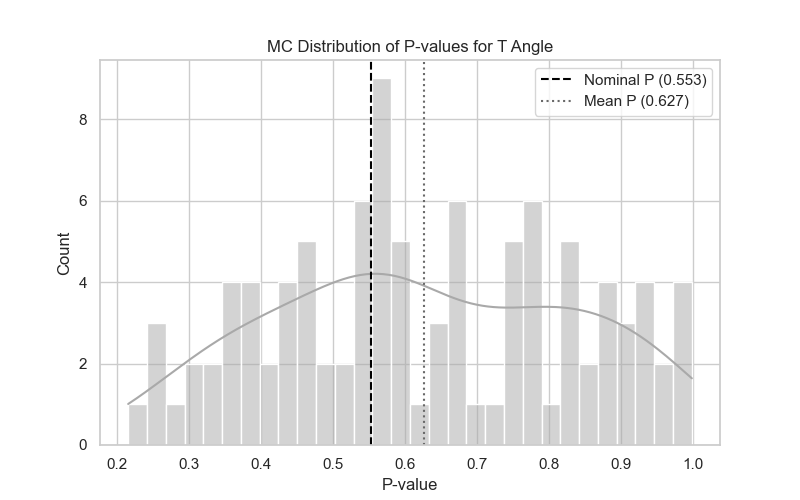 MC Distribution of P-values for T Angle
Nominal P (0.553)
Mean P (0.627)
8
6
4
2
0
Count
0.2 0.3 0.4 0.5 0.6 0.7 0.8 0.9 1.0
P-value